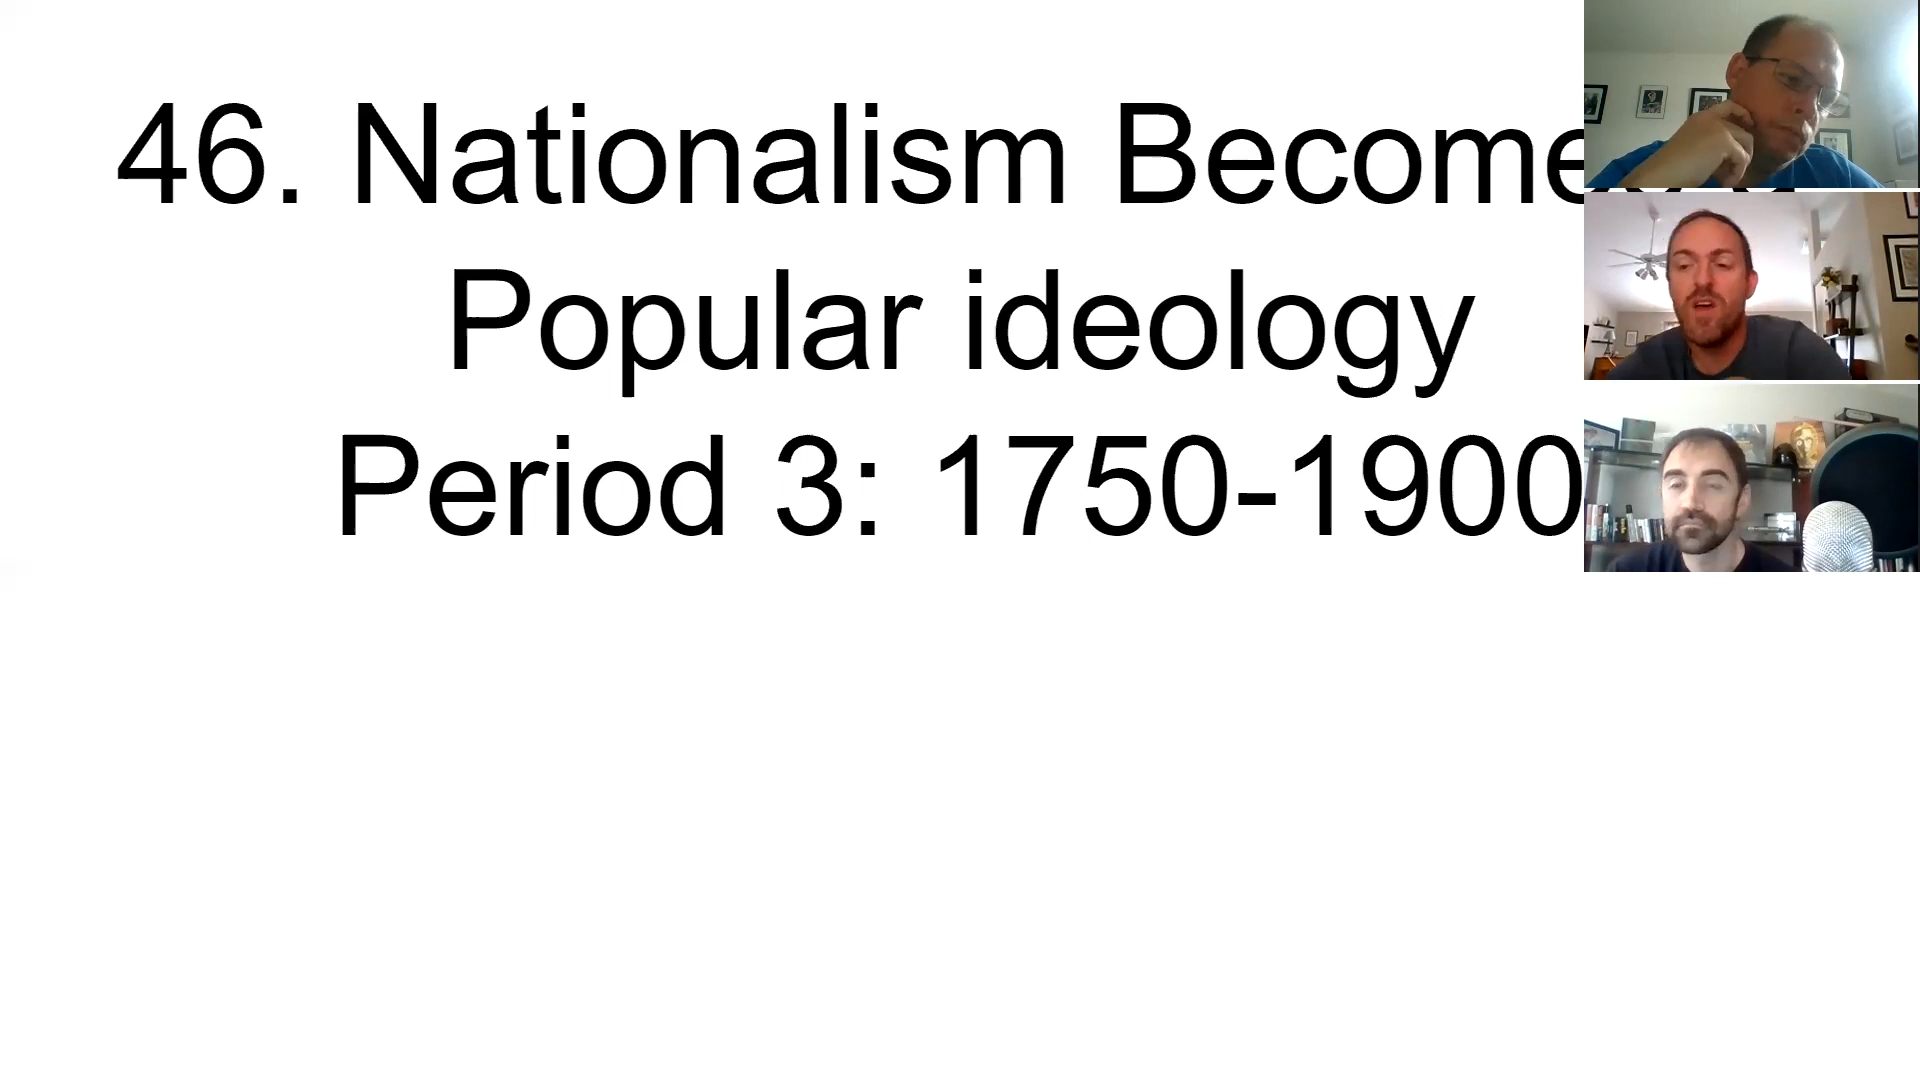 46. Nationalism Become
Popular ideology
Period 3: 1750-1900